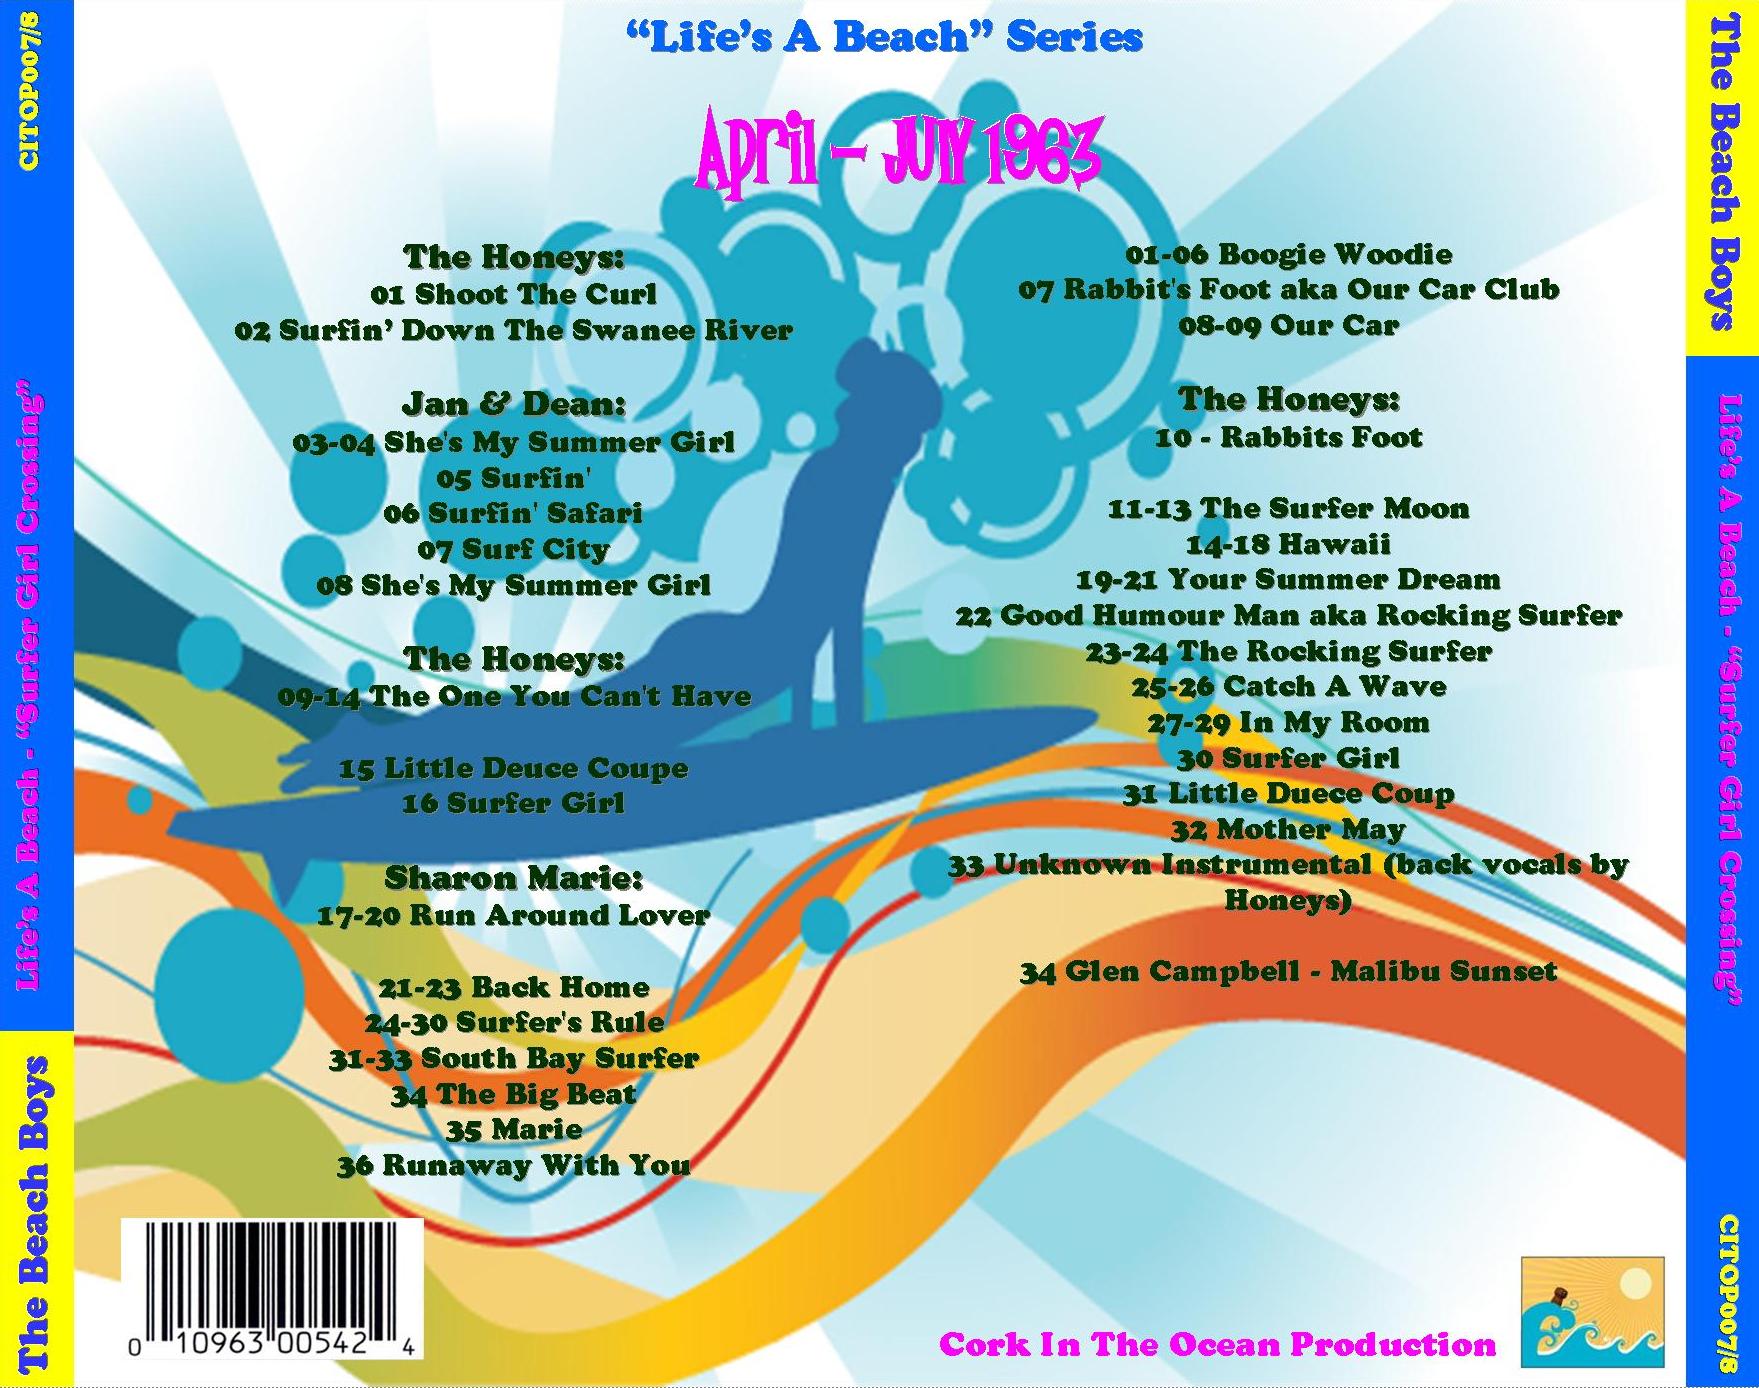 "Life's A Beach" Series
April - July 1963
The Honeys:
01 Shoot The Curl
02 Surfin' Down The Swanee River
Jan & Dean:
03-04 She's My Summer Girl
05 Surfin'
06 Surfin' Safari
07 Surf City
08 She's My Summer Girl
The Honeys:
09-14 The One You Can't Have
15 Little Deuce Coupe
16 Surfer Girl
Sharon Marie:
17-20 Run Around Lover
21-23 Back Home
24-30 Surfer's Rule
31-33 South Bay Surfer
34 The Big Beat
35 Marie
36 Runaway With You
01-06 Boogie Woodie
07 Rabbit's Foot aka Our Car Club
08-09 Our Car
The Honeys:
10 - Rabbits Foot
11-13 The Surfer Moon
14-18 Hawaii
19-21 Your Summer Dream
22 Good Humour Man aka Rocking Surfer
23-24 The Rocking Surfer
25-26 Catch A Wave
27-29 In My Room
30 Surfer Girl
31 Little Duece Coup
32 Mother May
33 Unknown Instrumental (back vocals by
Honeys)
34 Glen Campbell - Malibu Sunset
0 10963 00542 4
Cork In The Ocean Production
The Beach Boys
Life's A Beach - "Surfer Girl Crossing"
CITOP007/8
The Beach Boys
Life's A Beach - "Surfer Girl Crossing"
CITOP007/8